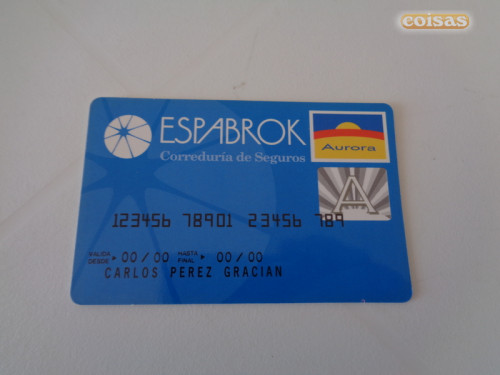 eoisas
ESPABROK
Correduría de Seguros
Aurora
123456 78901 23456 789
VALIDA DESDE ▸ 00/00 HASTA FINAL ▸ 00/00
CARLOS PEREZ GRACIAN